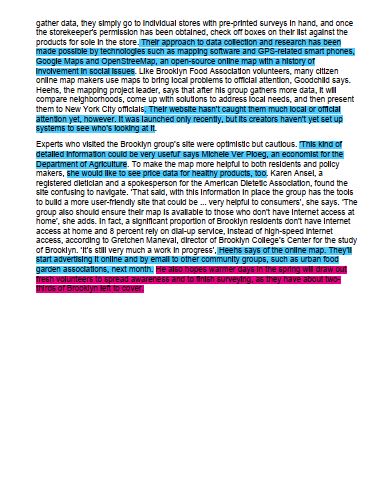 gather data, they simply go to individual stores with pre-printed surveys in hand, and once
the storekeeper's permission has been obtained, check off boxes on their list against the
products for sole in the store. Their approach to data collection and research has been
made possible by technologies such as mapping software and GPS-related smart phones,
Google Maps and OpenStreetMap, an open-source online map with a history of
involvement in social issues. Like Brooklyn Food Association volunteers, many citizen
online map makers use maps to bring local problems to official attention, Goodchild says.
Heehs, the mapping project leader, says that after his group gathers more data, it will
compare neighborhoods, come up with solutions to address local needs, and then present
them to New York City officials. Their website hasn't caught them much local or official
attention yet, however. It was launched only recently, but its creators haven't yet set up
systems to see who's looking at it.
Experts who visited the Brooklyn group's site were optimistic but cautious. 'This kind of
detailed information could be very useful' says Michele Ver Ploeg, an economist for the
Department of Agriculture. To make the map more helpful to both residents and policy
makers, she would like to see price data for healthy products, too. Karen Ansel, a
registered dietician and a spokesperson for the American Dietetic Association, found the
site confusing to navigate. 'That said, with this information in place the group has the tools
to build a more user-friendly site that could be ... very helpful to consumers', she says. 'The
group also should ensure their map is available to those who don't have internet access at
home', she adds. In fact, a significant proportion of Brooklyn residents don't have Internet
access at home and 8 percent rely on dial-up service, instead of high-speed Internet
access, according to Gretchen Maneval, director of Brooklyn College's Center for the study
of Brooklyn. 'It's still very much a work in progress', Heehs says of the online map. They'll
start advertising it online and by email to other community groups, such as urban food
garden associations, next month. He also hopes warmer days in the spring will draw out
fresh volunteers to spread awareness and to finish surveying, as they have about two-
thirds of Brooklyn left to cover.